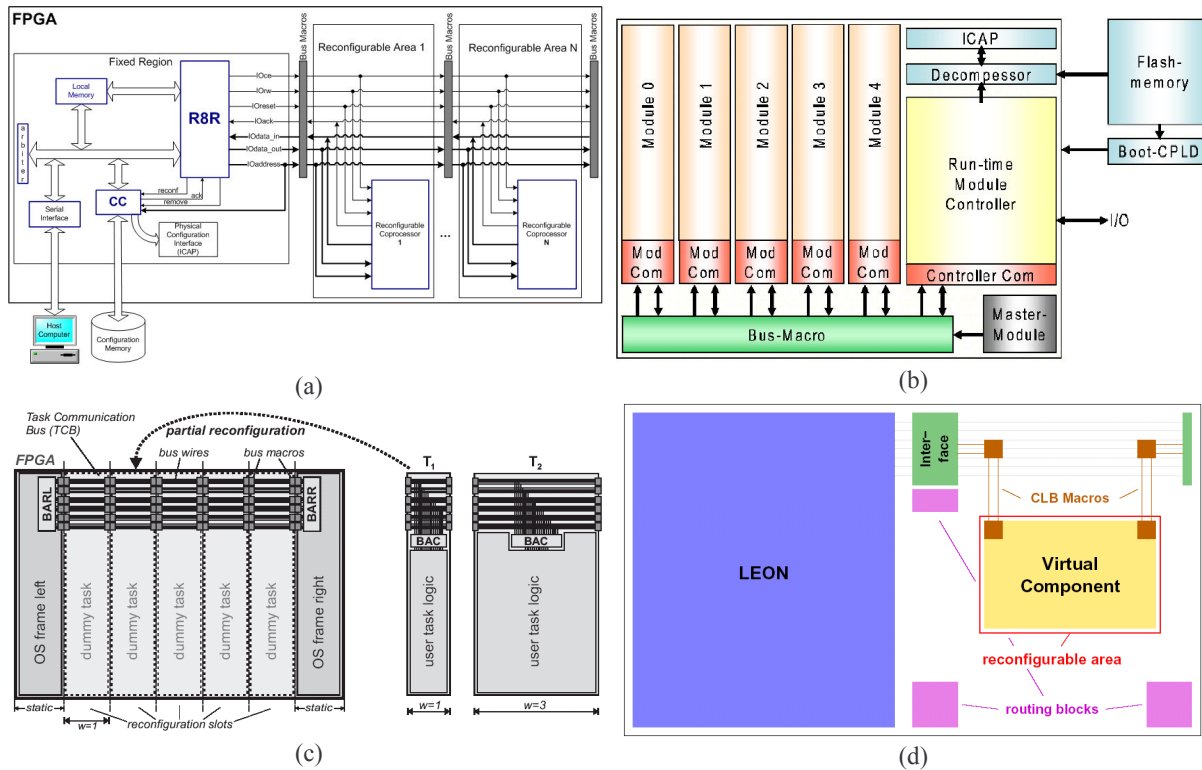 FPGA
Fixed Region
Local
Memory
arbiter
R8R
CC
Serial
Interface
Physical
Configuration
Interface
(ICAP)
reconf
ack
remove
Host
Computer
Configuration
Memory
IOce
IOrw
IOreset
IOack
IOdata_in
IOdata_out
IOaddress
Bus Macros
Reconfigurable Area 1
Bus Macros
Reconfigurable Area N
Bus Macros
Reconfigurable
Coprocessor
1
...
Reconfigurable
Coprocessor
N
(a)
Module 0
Module 1
Module 2
Module 3
Module 4
Mod
Com
Mod
Com
Mod
Com
Mod
Com
Mod
Com
ICAP
Decompessor
Run-time
Module
Controller
Controller Com
Flash-
memory
Boot-CPLD
I/O
Bus-Macro
Master-
Module
(b)
Task Communication
Bus (TCB)
partial reconfiguration
bus wires
bus macros
FPGA
BARL
BARR
OS frame left
dummy task
dummy task
dummy task
dummy task
dummy task
OS frame right
static
w=1
reconfiguration slots
static
T1
BAC
user task logic
w=1
T2
BAC
user task logic
w=3
(c)
LEON
Inter-
face
CLB Macros
Virtual
Component
reconfigurable area
routing blocks
(d)